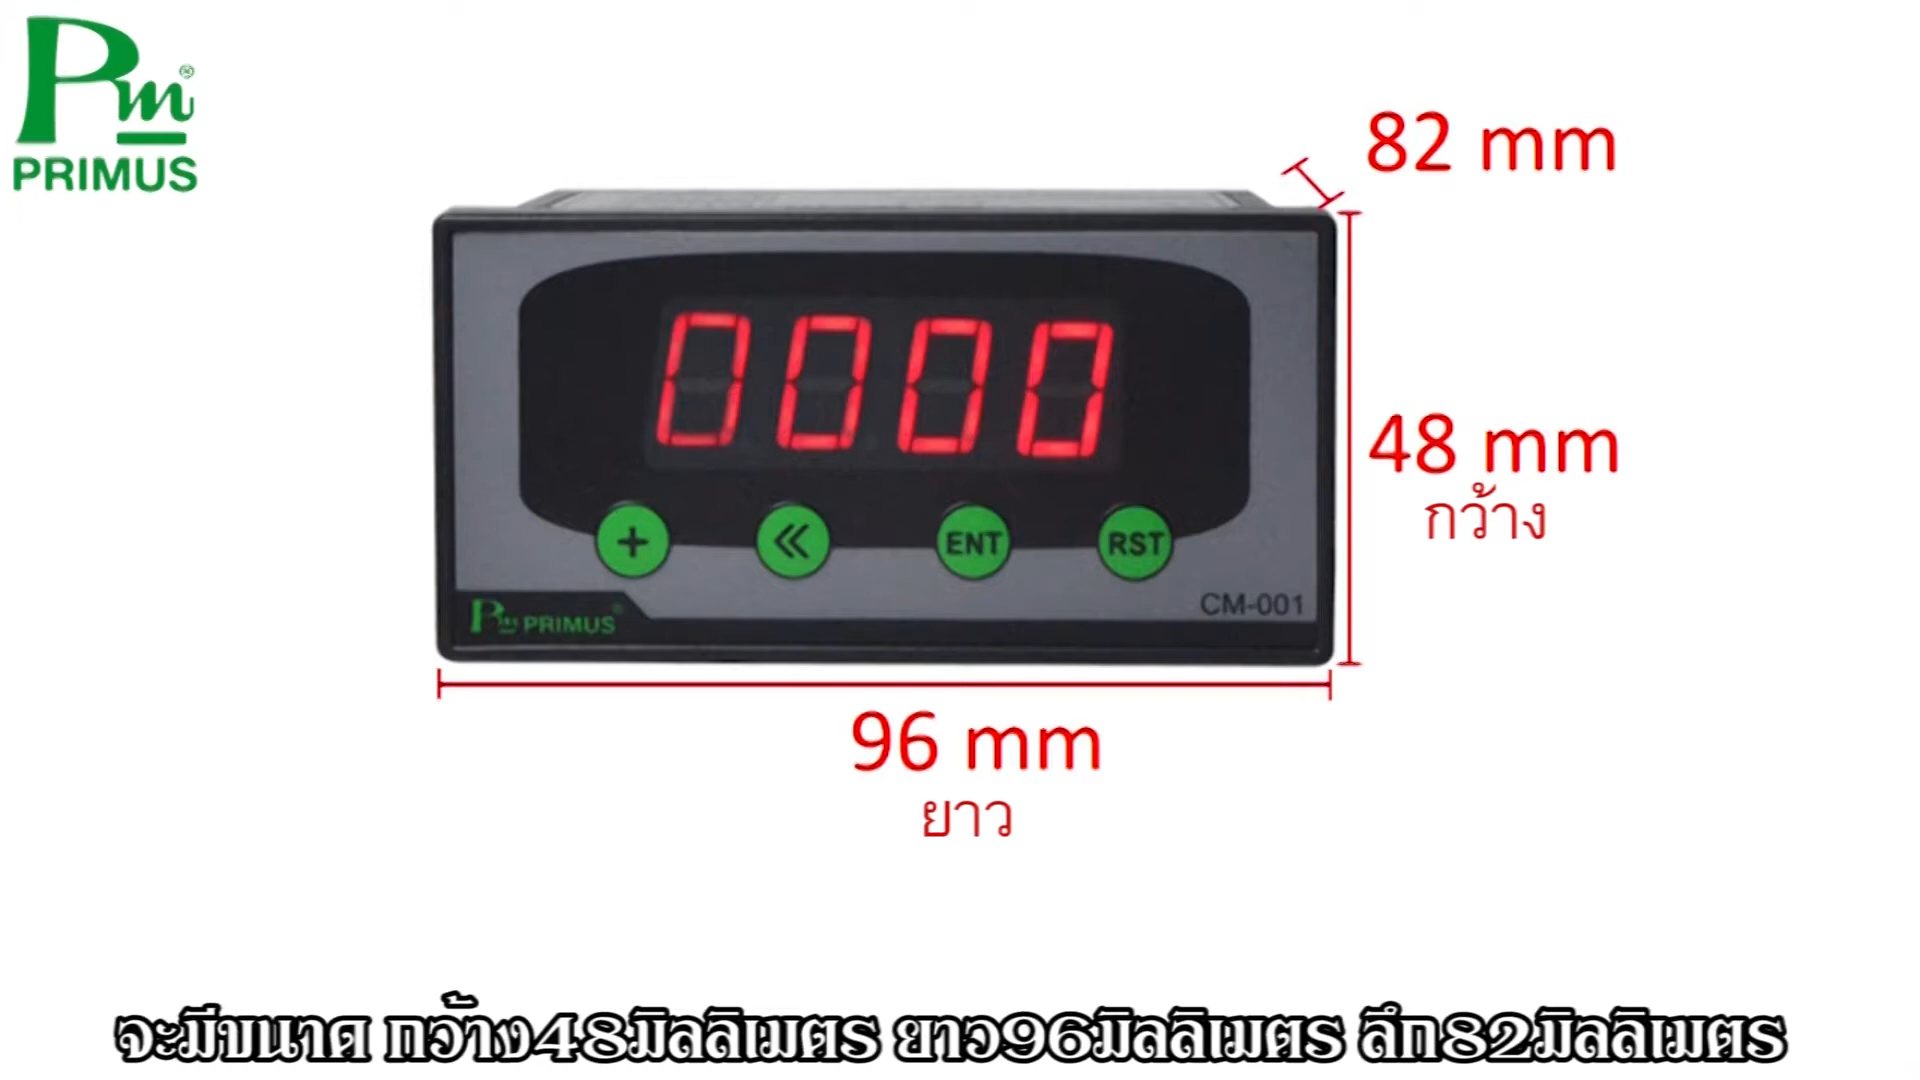 Pm®
PRIMUS
82 mm
0000
48 mm
กว้าง
+ « ENT RST
CM-001
Pm PRIMUS®
96 mm
ยาว
จะมีขนาด กว้าง48มิลลิเมตร ยาว96มิลลิเมตร ลึก82มิลลิเมตร